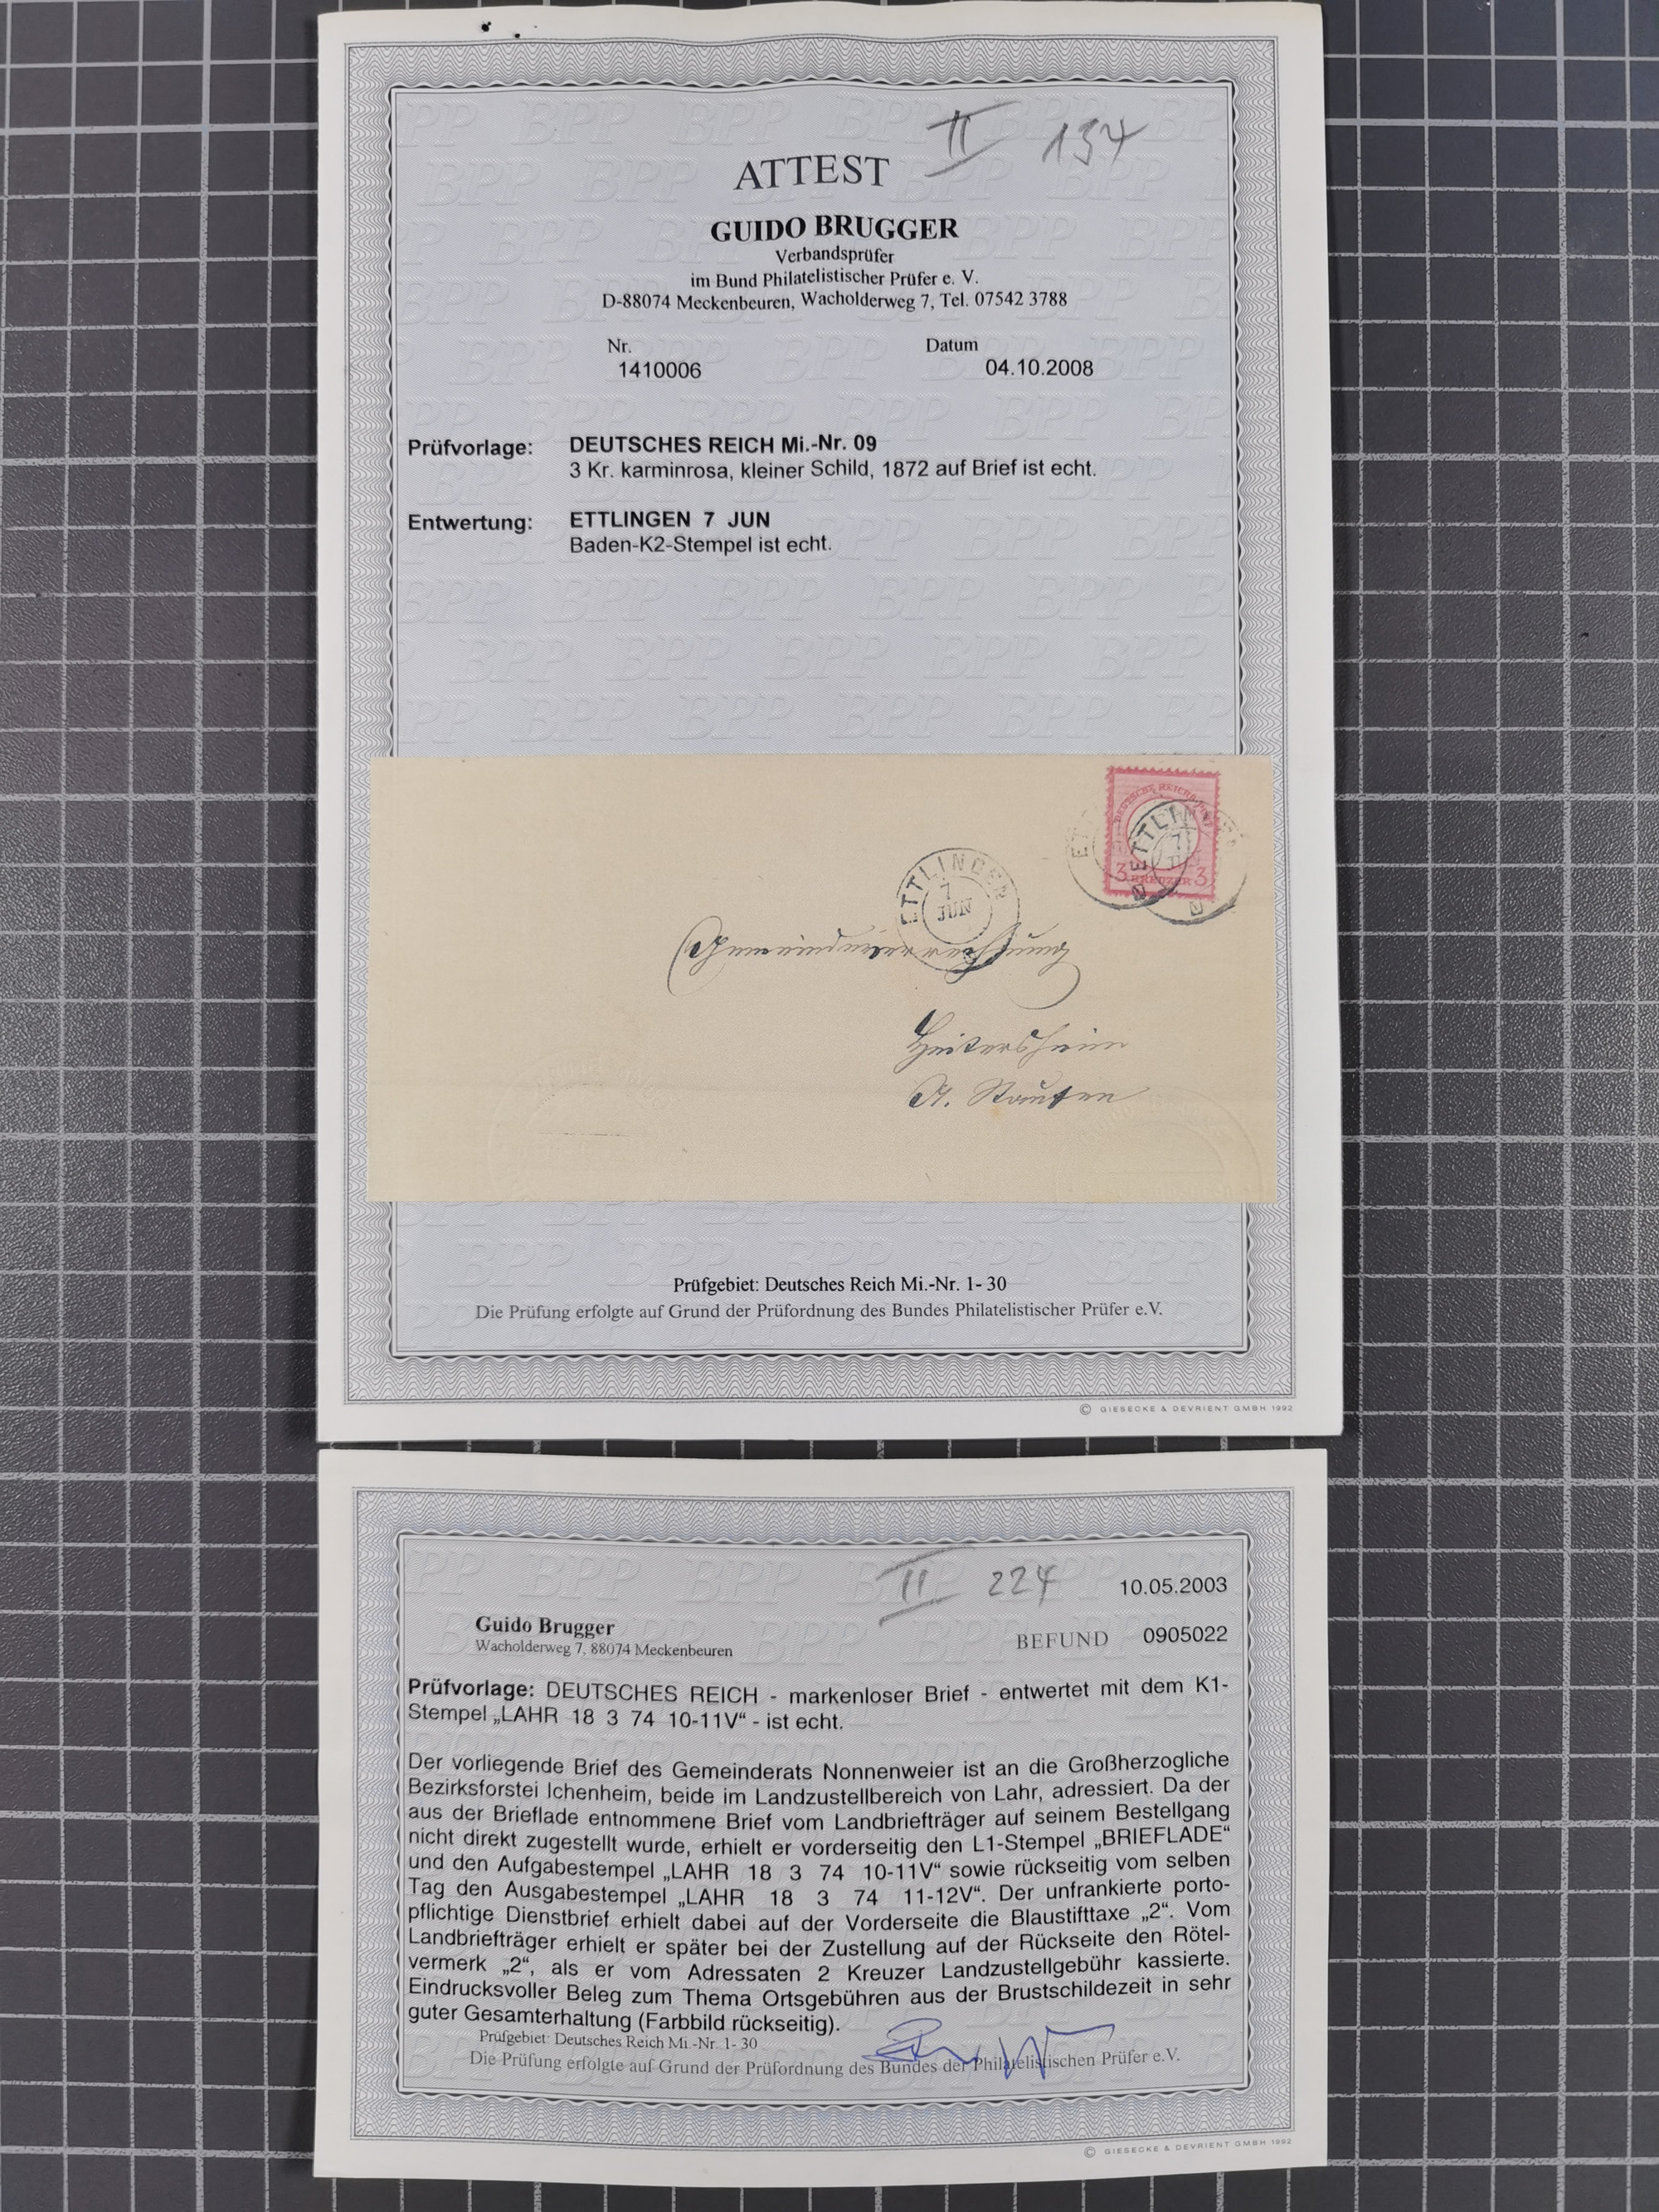 II 134
ATTEST
GUIDO BRUGGER
Verbandsprüfer
im Bund Philatelistischer Prüfer e. V.
D-88074 Meckenbeuren, Wacholderweg 7, Tel. 07542 3788
Nr. Datum
1410006 04.10.2008
Prüfvorlage: DEUTSCHES REICH Mi.-Nr. 09
3 Kr. karminrosa, kleiner Schild, 1872 auf Brief ist echt.
Entwertung: ETTLINGEN 7 JUN
Baden-K2-Stempel ist echt.
3 KREUZER 3
ETTLINGEN
7
JUN
ETTLINGEN
7
JUN
Heitersheim
A. Staufen
Prüfgebiet: Deutsches Reich Mi.-Nr. 1- 30
Die Prüfung erfolgte auf Grund der Prüfordnung des Bundes Philatelistischer Prüfer e.V.
© GIESECKE & DEVRIENT GMBH 1992
II 224 10.05.2003
Guido Brugger
Wacholderweg 7, 88074 Meckenbeuren
BEFUND 0905022
Prüfvorlage: DEUTSCHES REICH - markenloser Brief - entwertet mit dem K1-
Stempel „LAHR 18 3 74 10-11V“ - ist echt.
Der vorliegende Brief des Gemeinderats Nonnenweier ist an die Großherzogliche
Bezirksforstei Ichenheim, beide im Landzustellbereich von Lahr, adressiert. Da der
aus der Brieflade entnommene Brief vom Landbriefträger auf seinem Bestellgang
nicht direkt zugestellt wurde, erhielt er vorderseitig den L1-Stempel „BRIEFLADE“
und den Aufgabestempel „LAHR 18 3 74 10-11V“ sowie rückseitig vom selben
Tag den Ausgabestempel „LAHR 18 3 74 11-12V“. Der unfrankierte porto-
pflichtige Dienstbrief erhielt dabei auf der Vorderseite die Blaustifttaxe „2“. Vom
Landbriefträger erhielt er später bei der Zustellung auf der Rückseite den Rötel-
vermerk „2“, als er vom Adressaten 2 Kreuzer Landzustellgebühr kassierte.
Eindrucksvoller Beleg zum Thema Ortsgebühren aus der Brustschildezeit in sehr
guter Gesamterhaltung (Farbbild rückseitig).
Prüfgebiet: Deutsches Reich Mi.-Nr. 1- 30
Die Prüfung erfolgte auf Grund der Prüfordnung des Bundes der Philatelistischen Prüfer e.V.
© GIESECKE & DEVRIENT GMBH 1992